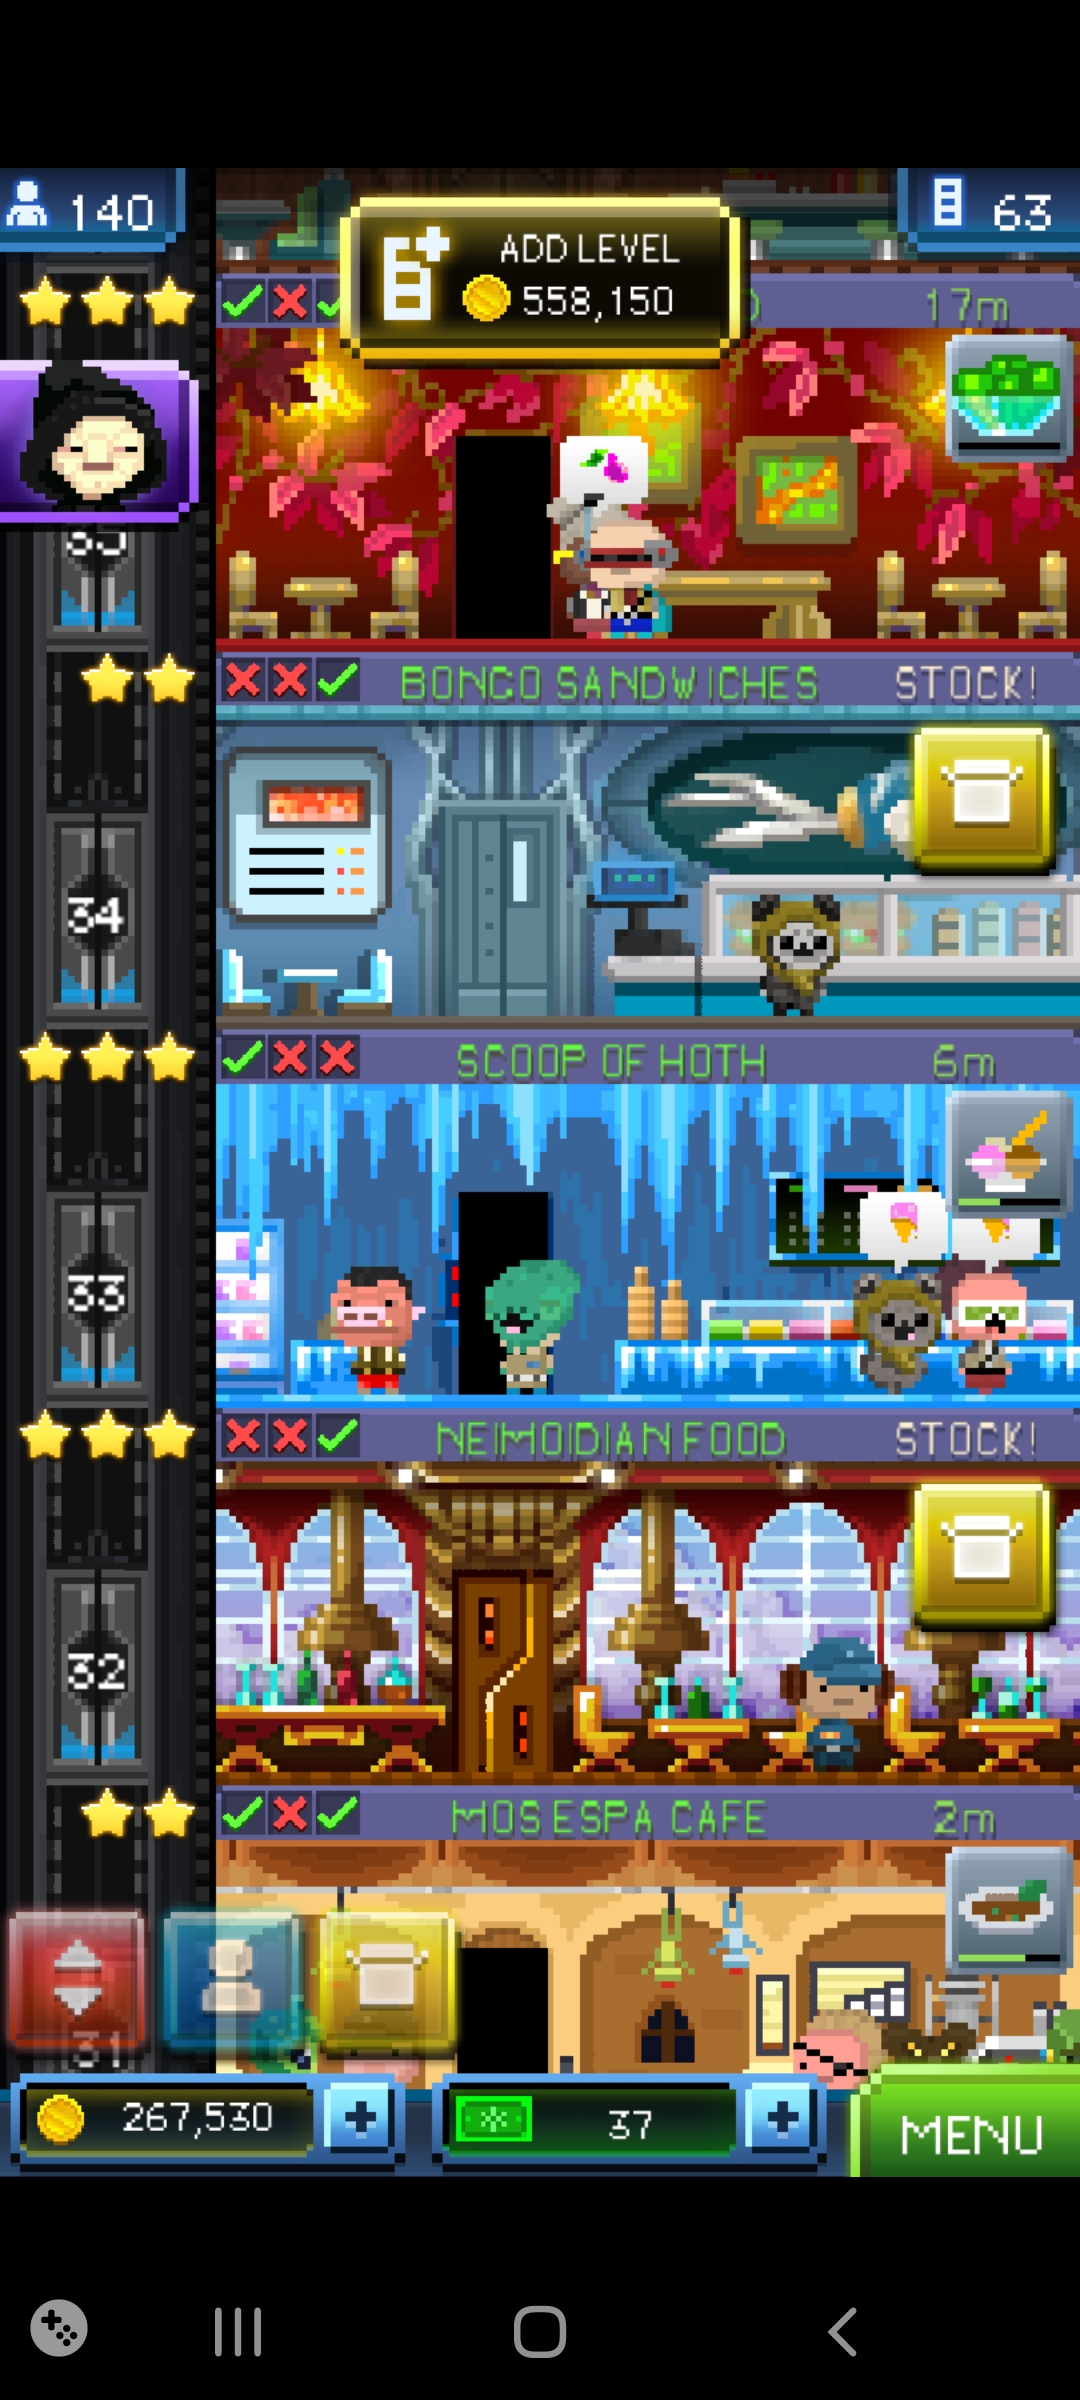 140
63
ADD LEVEL
558,150
17m
35
BONGO SANDWICHES STOCK!
34
SCOOP OF HOTH 6m
33
NEIMOIDIAN FOOD STOCK!
32
MOS ESPA CAFE 2m
31
267,530
37
MENU